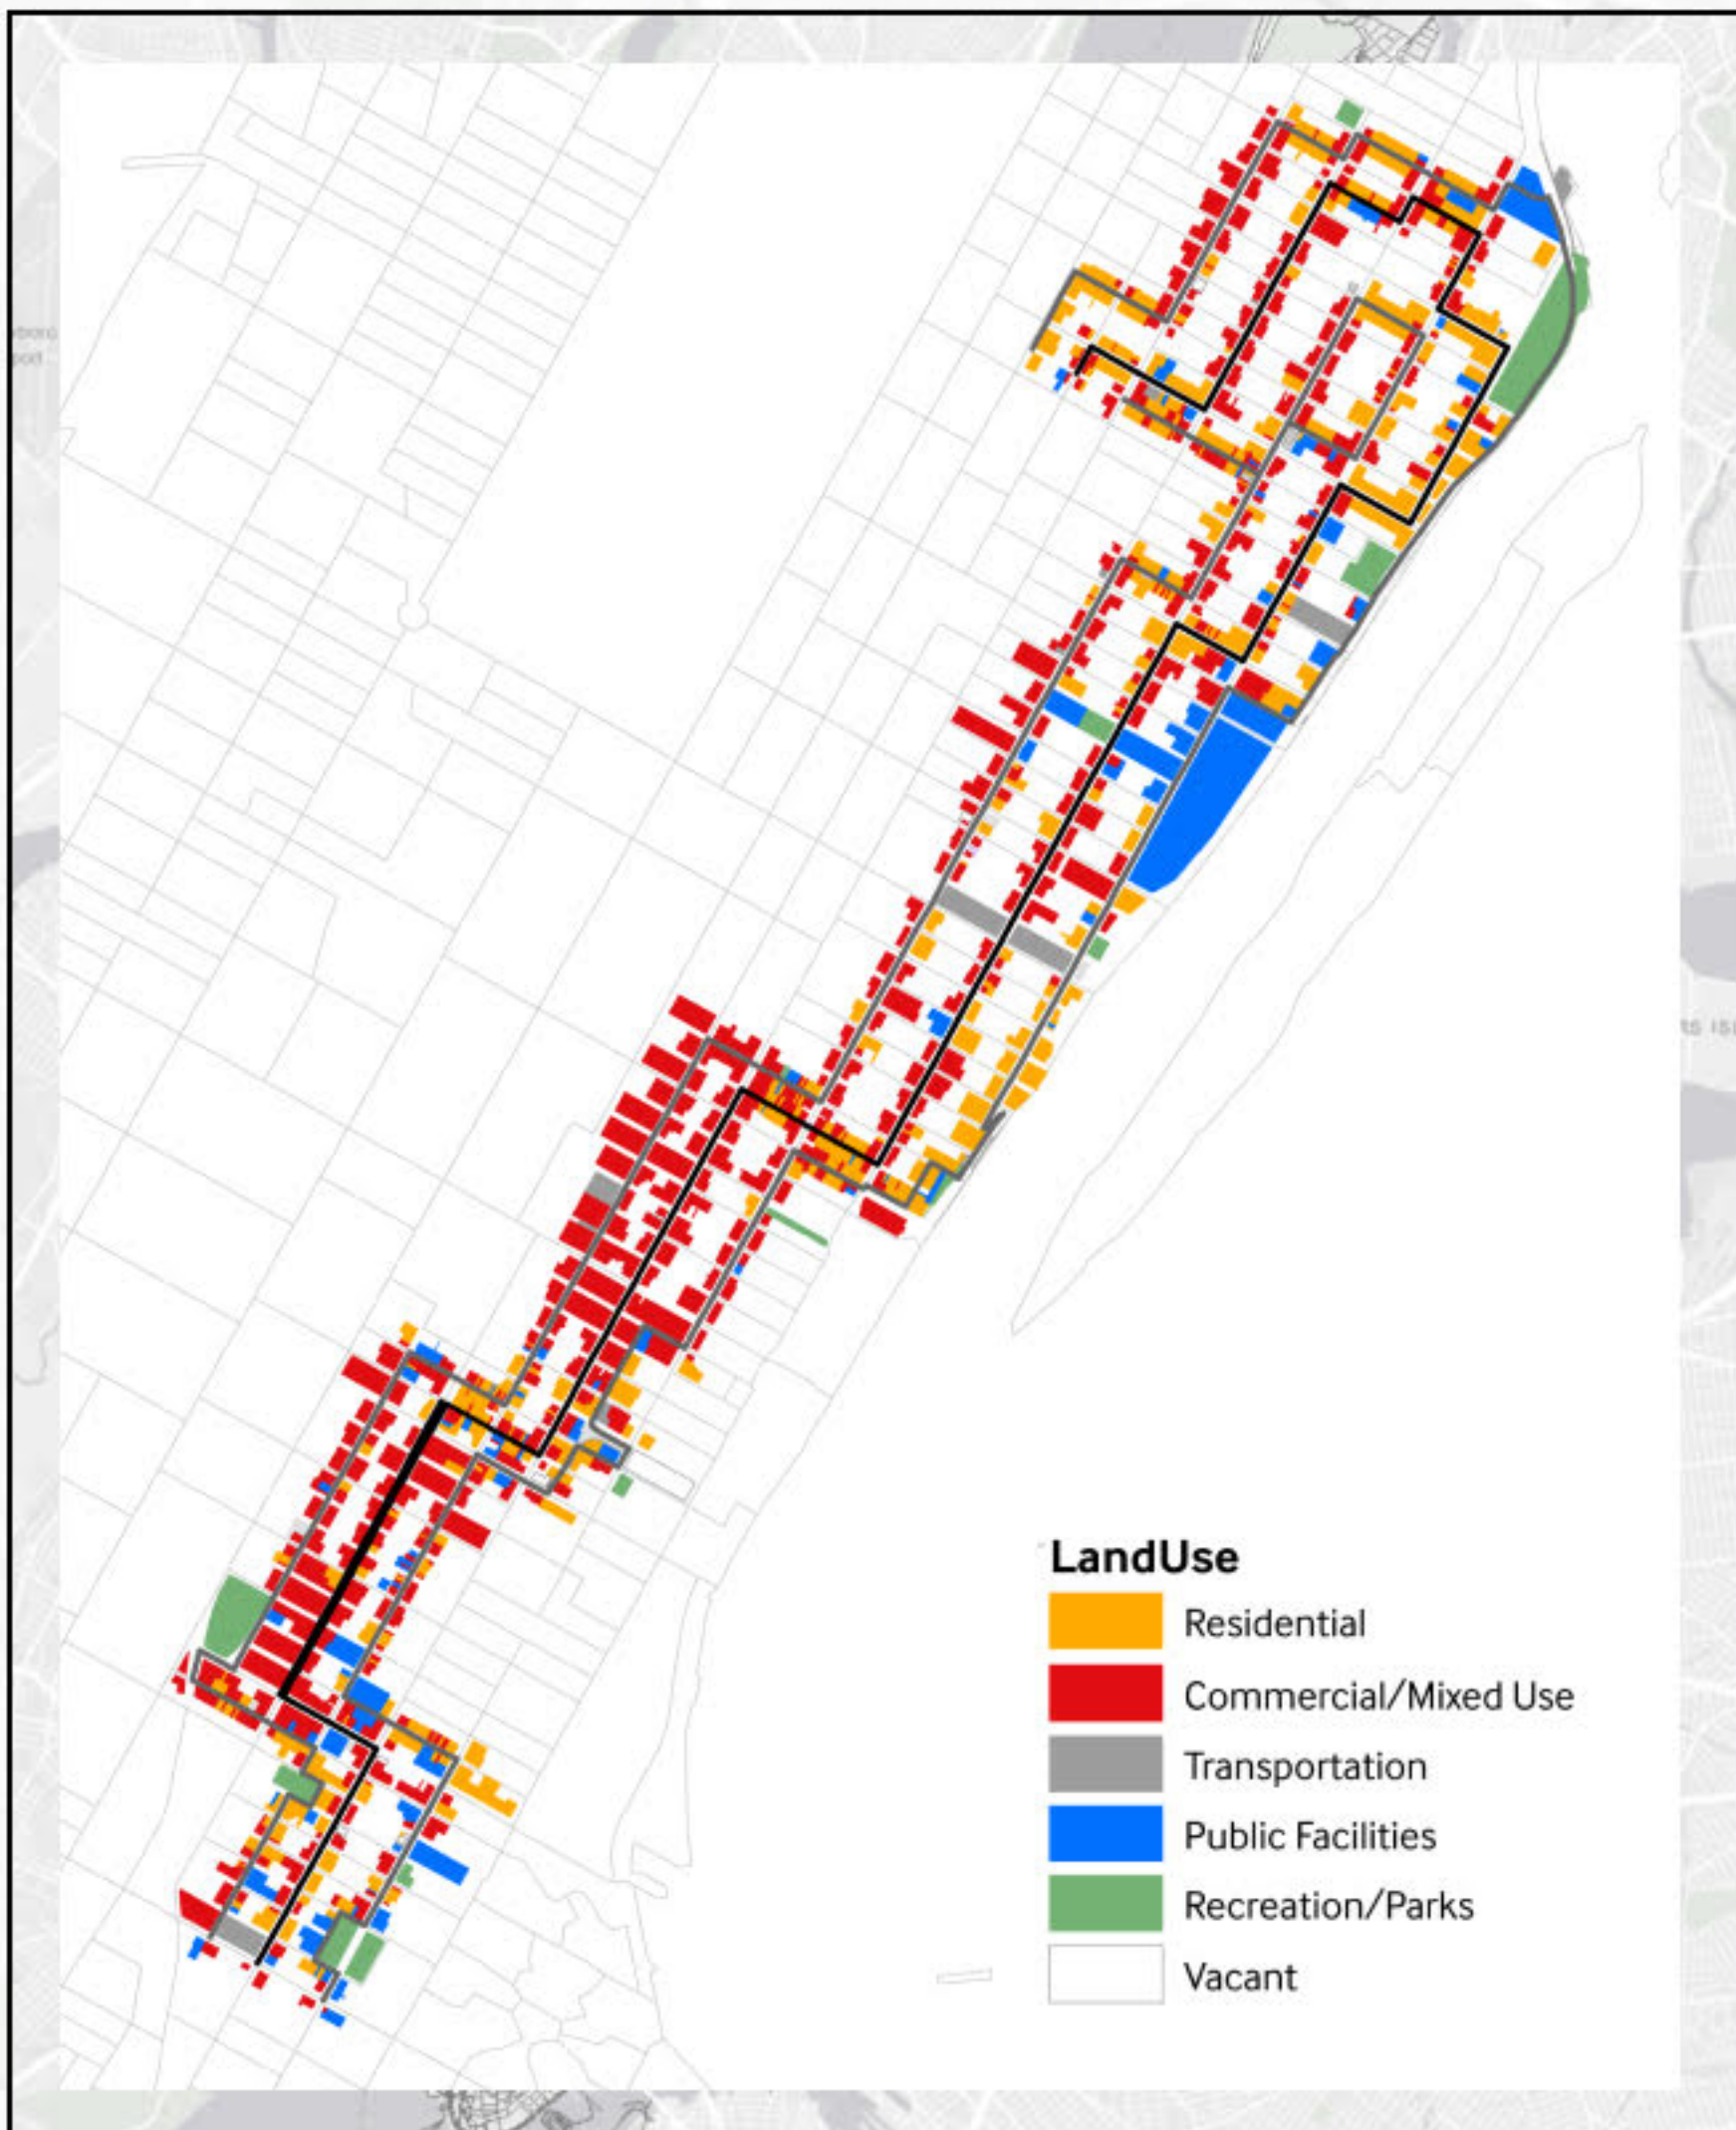 LandUse
Residential
Commercial/Mixed Use
Transportation
Public Facilities
Recreation/Parks
Vacant